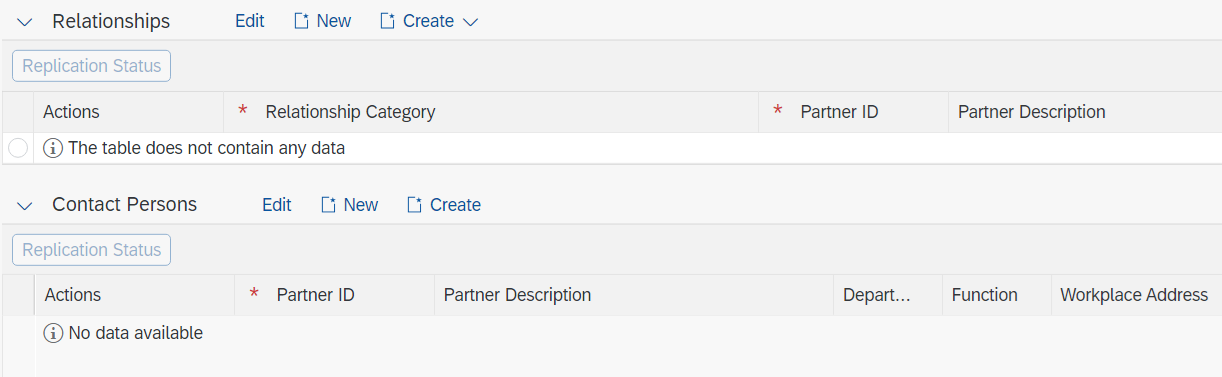 Relationships Edit New Create
Replication Status
Actions * Relationship Category * Partner ID Partner Description
The table does not contain any data
Contact Persons Edit New Create
Replication Status
Actions * Partner ID Partner Description Depart... Function Workplace Address
No data available